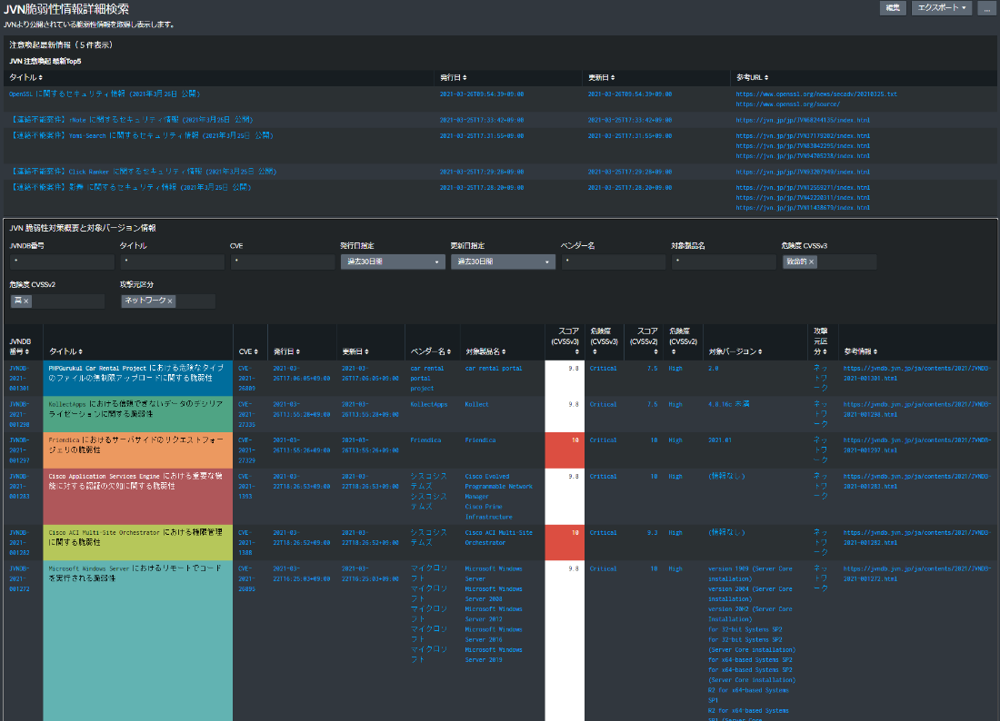 JVN脆弱性情報詳細検索
編集 エクスポート ...
JVNより公開されている脆弱性情報を取得し表示します。
注意喚起最新情報（５件表示）
JVN 注意喚起 最新Top5
タイトル 発行日 更新日 参考URL
OpenSSL に関するセキュリティ情報 (2021年3月26日 公開) 2021-03-26T09:54:39+09:00 2021-03-26T09:54:39+09:00 https://www.openssl.org/news/secadv/20210325.txt
https://www.openssl.org/source/
【連絡不能案件】rNote に関するセキュリティ情報 (2021年3月25日 公開) 2021-03-25T17:33:42+09:00 2021-03-25T17:33:42+09:00 https://jvn.jp/jp/JVN68244135/index.html
【連絡不能案件】Yomi-Search に関するセキュリティ情報 (2021年3月25日 公開) 2021-03-25T17:31:55+09:00 2021-03-25T17:31:55+09:00 https://jvn.jp/jp/JVN37179202/index.html
https://jvn.jp/jp/JVN83042295/index.html
https://jvn.jp/jp/JVN94705238/index.html
【連絡不能案件】Click Ranker に関するセキュリティ情報 (2021年3月25日 公開) 2021-03-25T17:29:28+09:00 2021-03-25T17:29:28+09:00 https://jvn.jp/jp/JVN93207949/index.html
【連絡不能案件】影舞 に関するセキュリティ情報 (2021年3月25日 公開) 2021-03-25T17:28:20+09:00 2021-03-25T17:28:20+09:00 https://jvn.jp/jp/JVN12559271/index.html
https://jvn.jp/jp/JVN42220311/index.html
https://jvn.jp/jp/JVN11438679/index.html
JVN 脆弱性対策概要と対象バージョン情報
JVNDB番号 タイトル CVE 発行日指定 更新日指定 ベンダー名 対象製品名 危険度 CVSSv3
* * * 過去30日間 過去30日間 * * 致命的 ×
危険度 CVSSv2 攻撃元区分
高 × ネットワーク ×
スコア 危険度 スコア 危険度 攻撃
JVNDB (CVSSv3) (CVSSv3) (CVSSv2) (CVSSv2) 元区
番号 タイトル CVE 発行日 更新日 ベンダー名 対象製品名 対象バージョン 分 参考情報
JVNDB- PHPGurukul Car Rental Project における危険なタイプ CVE- 2021-03- 2021-03- car rental car rental portal 9.8 Critical 7.5 High 2.0 ネッ https://jvndb.jvn.jp/ja/contents/2021/JVNDB-
2021- のファイルの無制限アップロードに関する脆弱性 2021- 26T17:06:05+09:00 26T17:06:05+09:00 portal トワ 2021-001301.html
001301 26809 project ーク
JVNDB- KollectApps における信頼できないデータのデシリア CVE- 2021-03- 2021-03- KollectApps Kollect 9.8 Critical 7.5 High 4.8.16c 未満 ネッ https://jvndb.jvn.jp/ja/contents/2021/JVNDB-
2021- ライゼーションに関する脆弱性 2021- 26T13:55:28+09:00 26T13:55:28+09:00 トワ 2021-001298.html
001298 27335 ーク
JVNDB- Friendica におけるサーバサイドのリクエストフォー CVE- 2021-03- 2021-03- Friendica Friendica 10 Critical 10 High 2021.01 ネッ https://jvndb.jvn.jp/ja/contents/2021/JVNDB-
2021- ジェリの脆弱性 2021- 26T13:55:26+09:00 26T13:55:26+09:00 トワ 2021-001297.html
001297 27329 ーク
JVNDB- Cisco Application Services Engine における重要な機 CVE- 2021-03- 2021-03- シスコシス Cisco Evolved 9.8 Critical 10 High (情報なし) ネッ https://jvndb.jvn.jp/ja/contents/2021/JVNDB-
2021- 能に対する認証の欠如に関する脆弱性 2021- 22T18:26:53+09:00 22T18:26:53+09:00 テムズ Programmable Network トワ 2021-001283.html
001283 1393 シスコシス Manager ーク
テムズ Cisco Prime
Infrastructure
JVNDB- Cisco ACI Multi-Site Orchestrator における権限管理 CVE- 2021-03- 2021-03- シスコシス Cisco ACI Multi-Site 10 Critical 9.3 High (情報なし) ネッ https://jvndb.jvn.jp/ja/contents/2021/JVNDB-
2021- に関する脆弱性 2021- 22T18:26:52+09:00 22T18:26:52+09:00 テムズ Orchestrator トワ 2021-001282.html
001282 1388 ーク
JVNDB- Microsoft Windows Server におけるリモートでコード CVE- 2021-03- 2021-03- マイクロソ Microsoft Windows 9.8 Critical 10 High version 1909 (Server Core ネッ https://jvndb.jvn.jp/ja/contents/2021/JVNDB-
2021- を実行される脆弱性 2021- 22T16:25:03+09:00 22T16:25:03+09:00 フト Server installation) トワ 2021-001272.html
001272 26895 マイクロソ Microsoft Windows version 2004 (Server Core ーク
フト Server 2008 installation)
マイクロソ Microsoft Windows version 20H2 (Server Core
フト Server 2012 Installation)
マイクロソ Microsoft Windows for 32-bit Systems SP2
フト Server 2016 for 32-bit Systems SP2
マイクロソ Microsoft Windows (Server Core installation)
フト Server 2019 for x64-based Systems SP2
for x64-based Systems SP2
(Server Core installation)
R2 for x64-based Systems
SP1
R2 for x64-based Systems
SP1 (Server Core